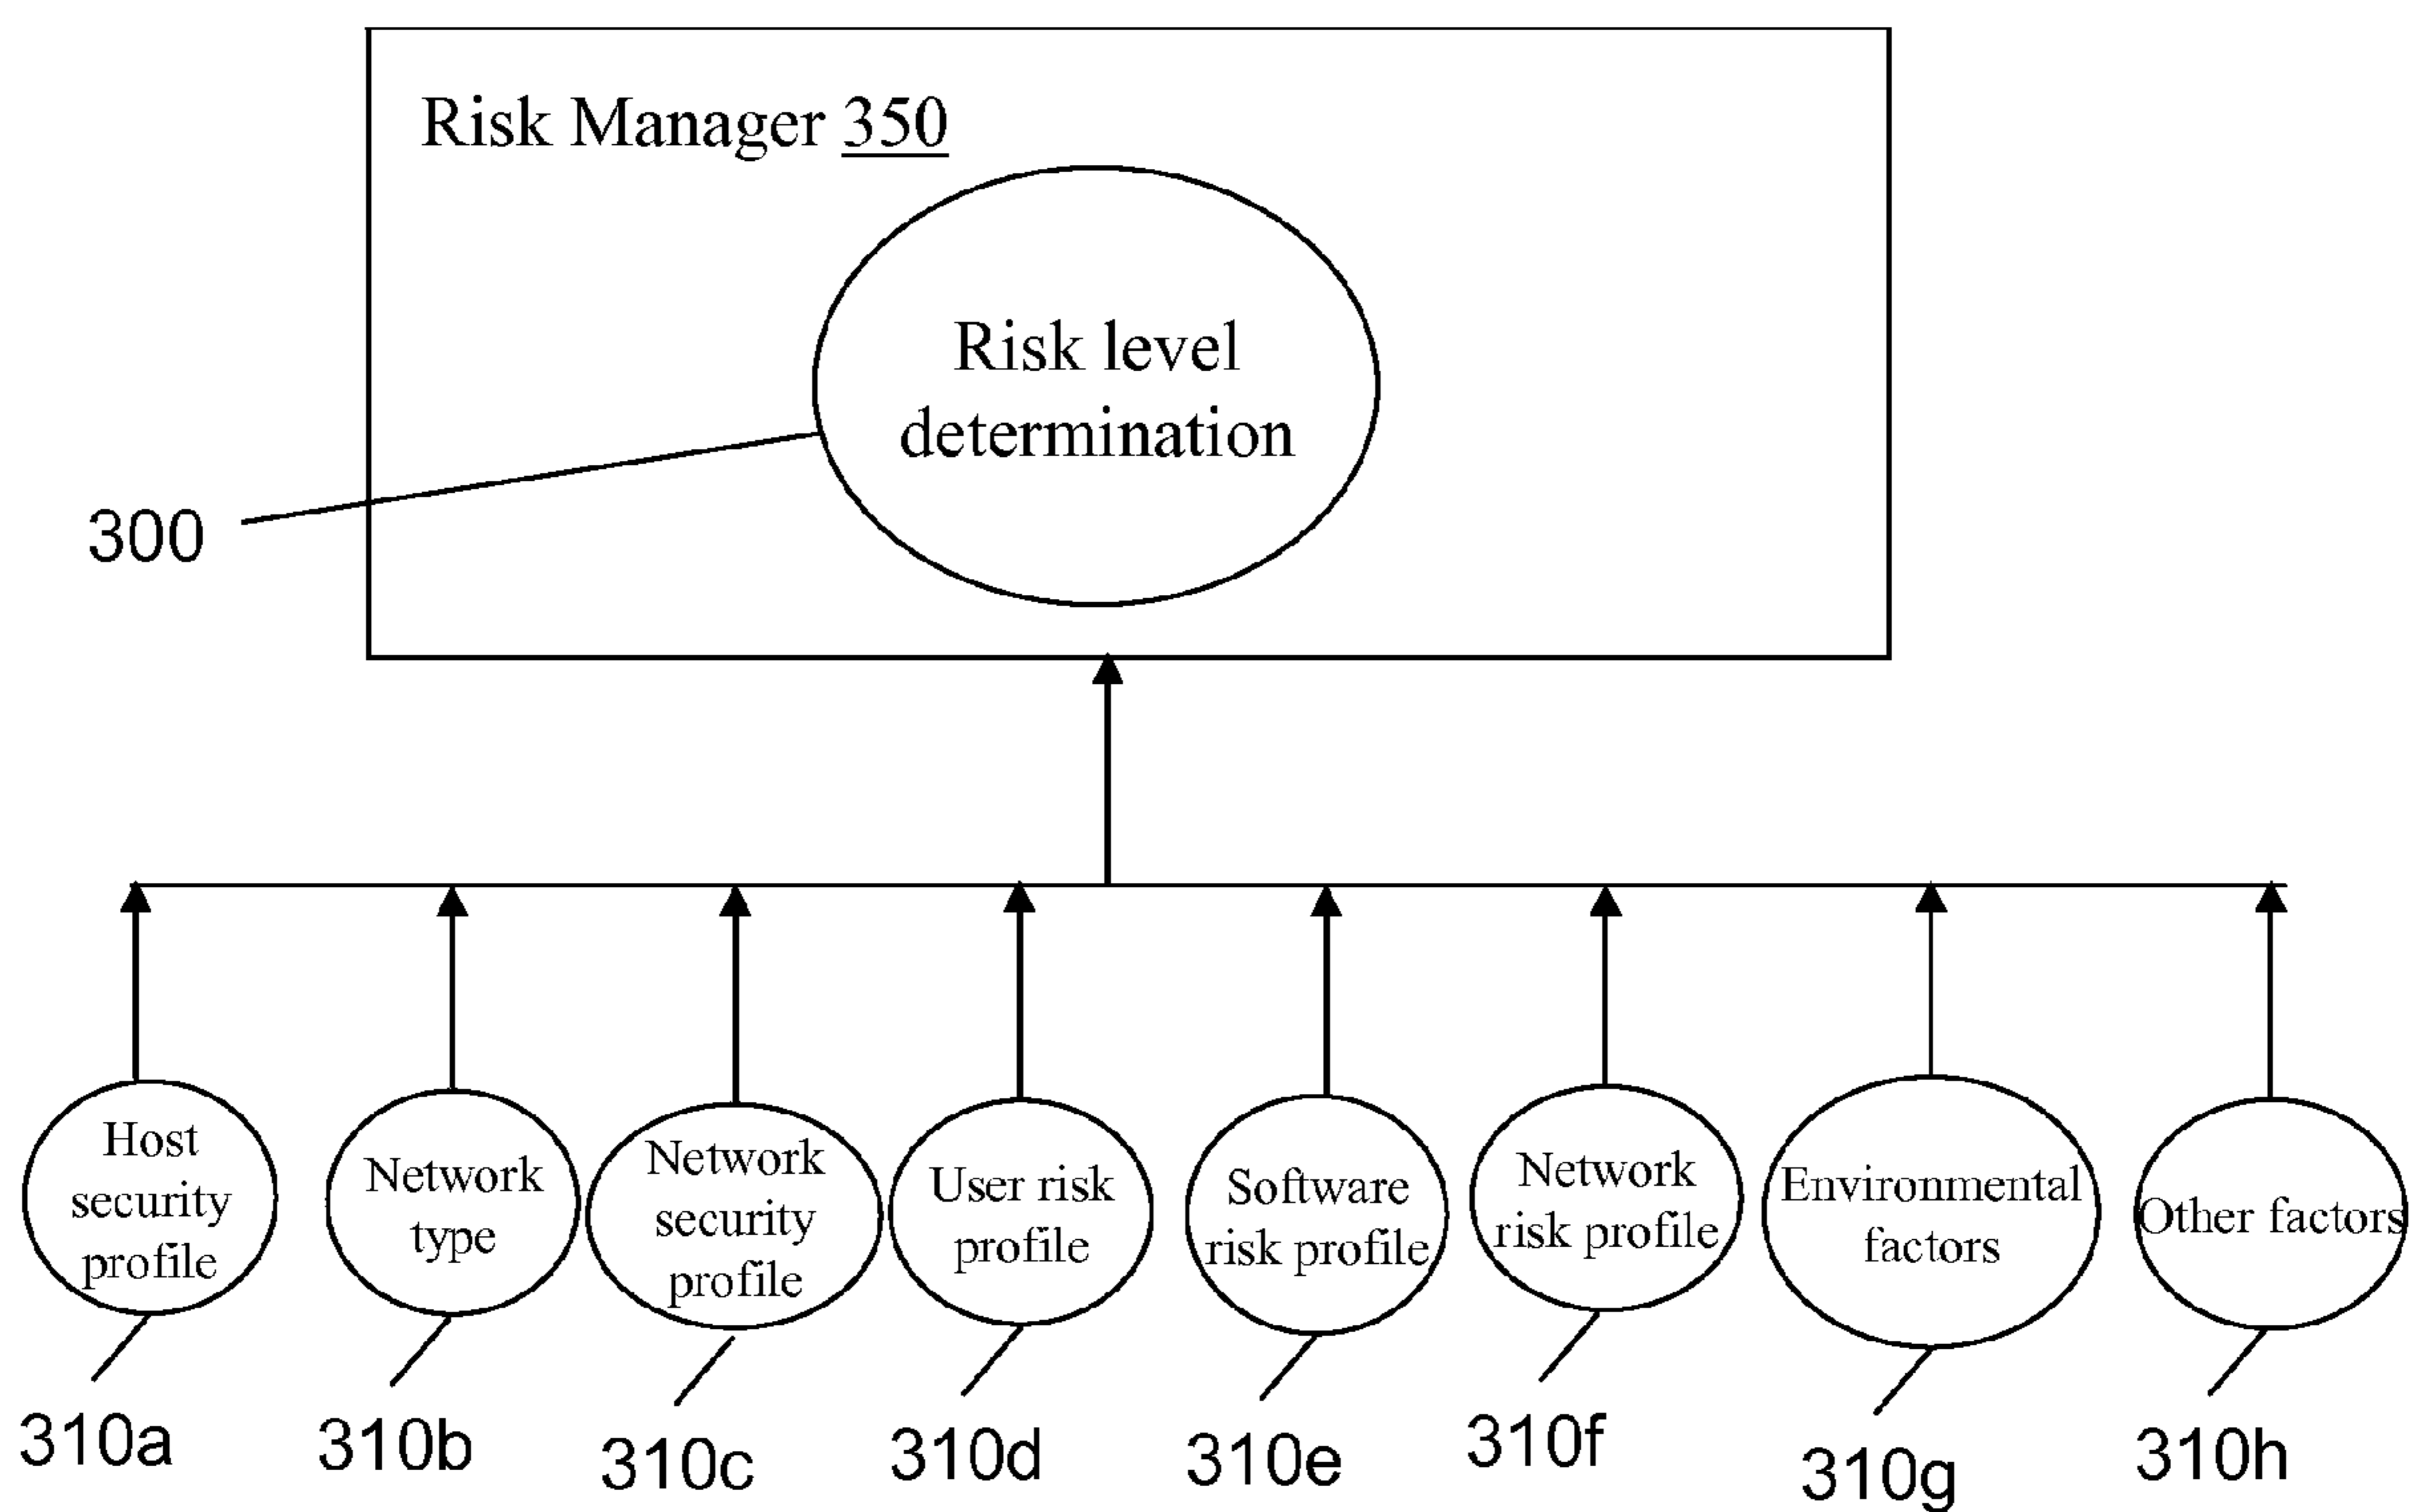 Risk Manager 350
Risk level
determination
300
Host
security
profile
Network
type
Network
security
profile
User risk
profile
Software
risk profile
Network
risk profile
Environmental
factors
Other factors
310a
310b
310c
310d
310e
310f
310g
310h